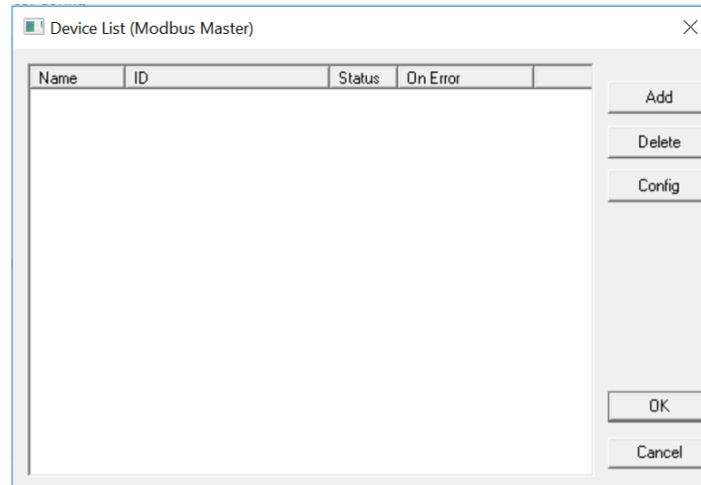 Device List (Modbus Master)
Name ID Status On Error
Add
Delete
Config
OK
Cancel